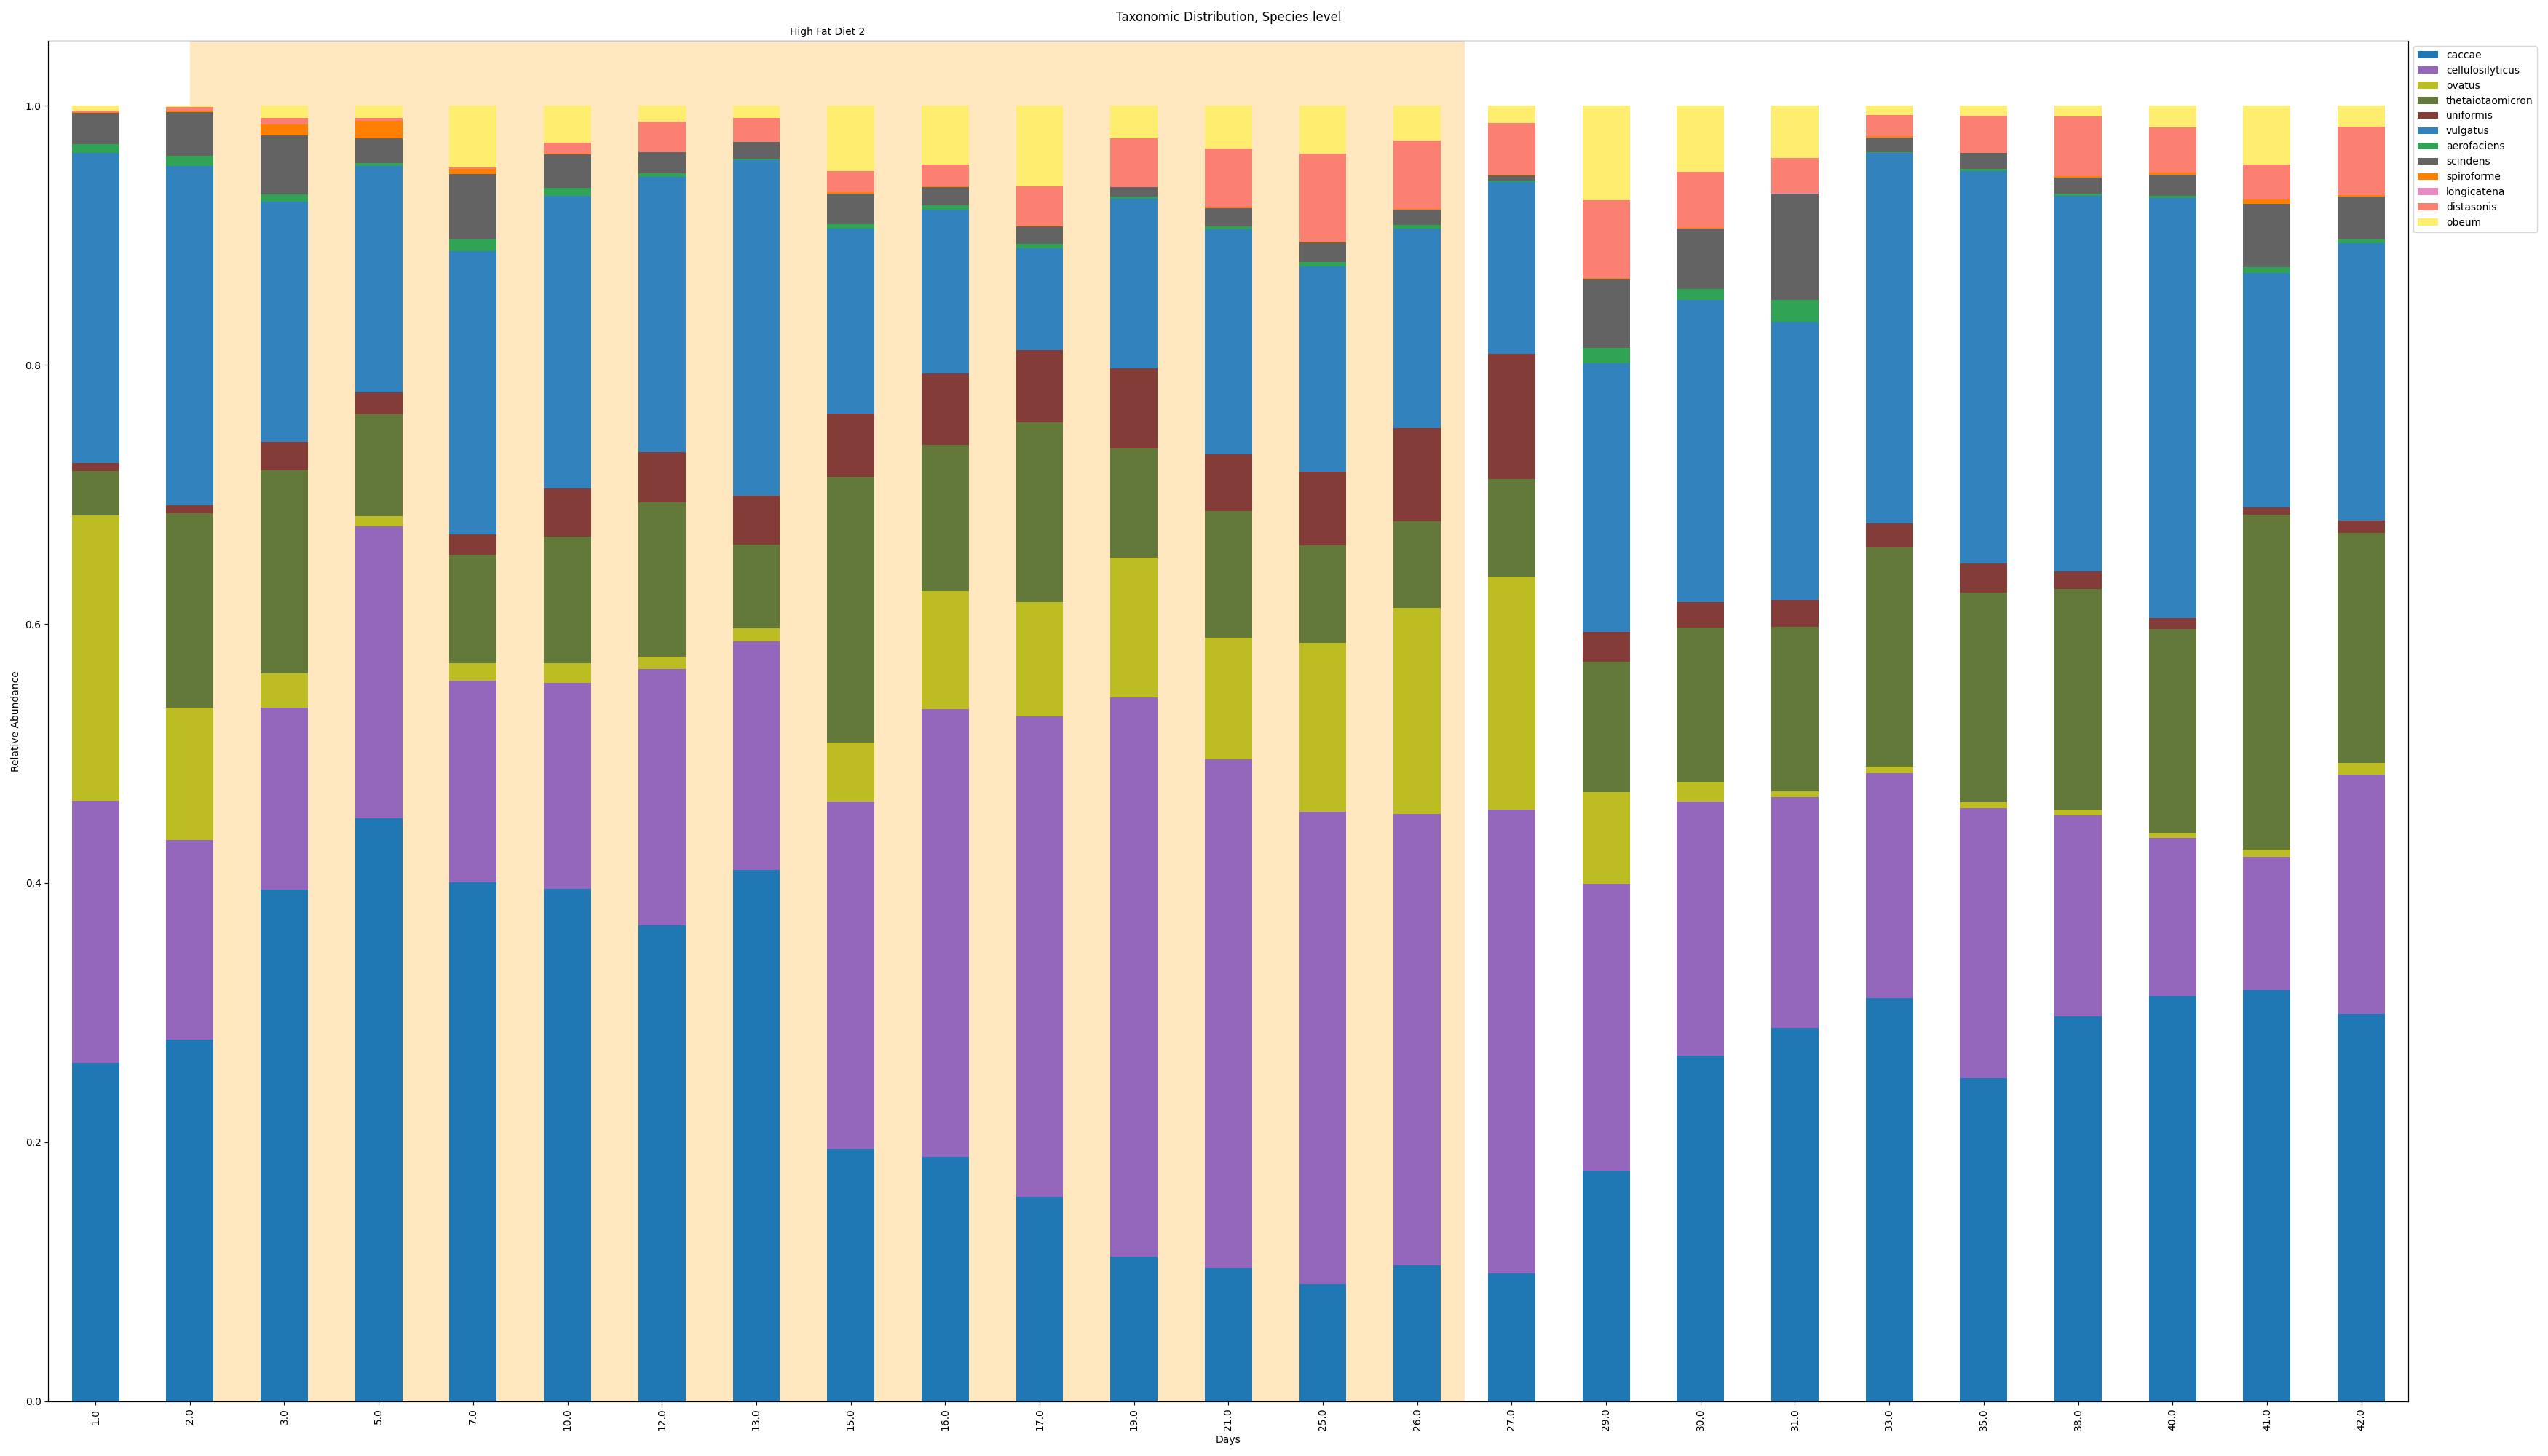 Taxonomic Distribution, Species level
High Fat Diet 2
caccae
cellulosilyticus
ovatus
thetaiotaomicron
uniformis
vulgatus
aerofaciens
scindens
spiroforme
longicatena
distasonis
obeum
1.0
0.8
0.6
0.4
0.2
0.0
Relative Abundance
1.0
2.0
3.0
5.0
7.0
10.0
12.0
13.0
15.0
16.0
17.0
19.0
21.0
25.0
26.0
27.0
29.0
30.0
31.0
33.0
35.0
38.0
40.0
41.0
42.0
Days